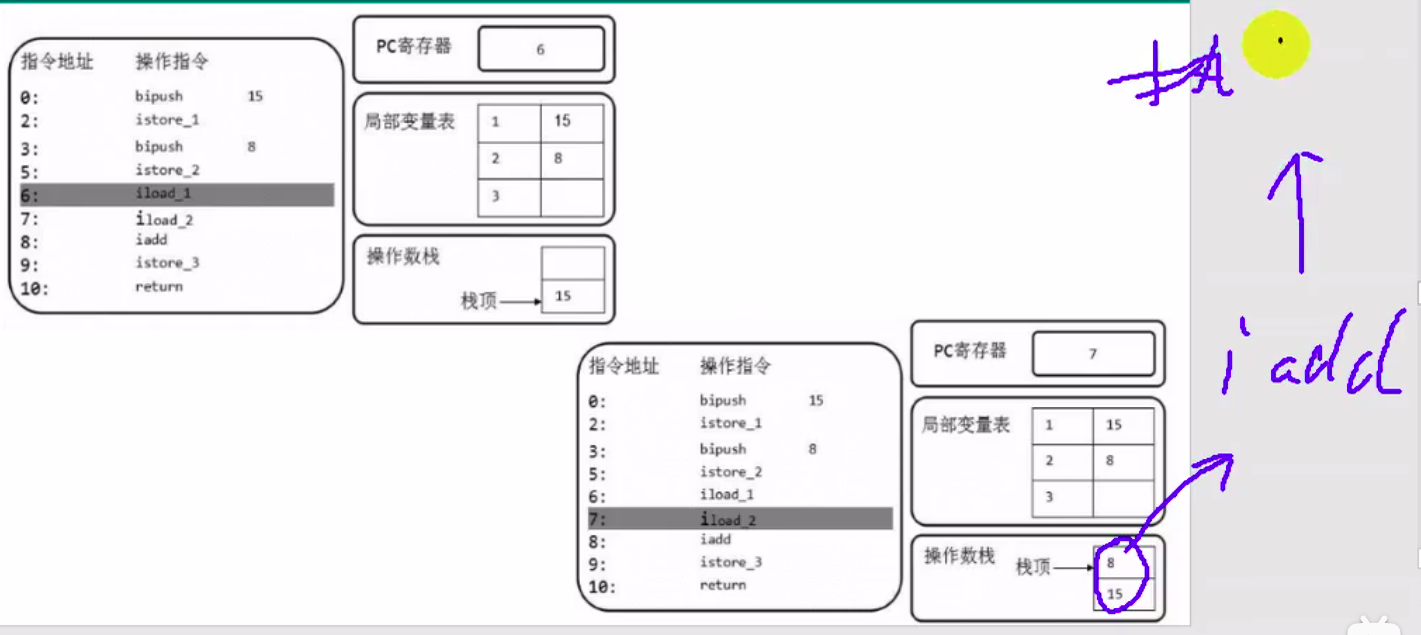 PC寄存器 6
指令地址 操作指令
0: bipush 15
2: istore_1
3: bipush 8
5: istore_2
6: iload_1
7: iload_2
8: iadd
9: istore_3
10: return
局部变量表
1 15
2 8
3
操作数栈
栈顶 15
PC寄存器 7
指令地址 操作指令
0: bipush 15
2: istore_1
3: bipush 8
5: istore_2
6: iload_1
7: iload_2
8: iadd
9: istore_3
10: return
局部变量表
1 15
2 8
3
操作数栈
栈顶 8
15
iadd